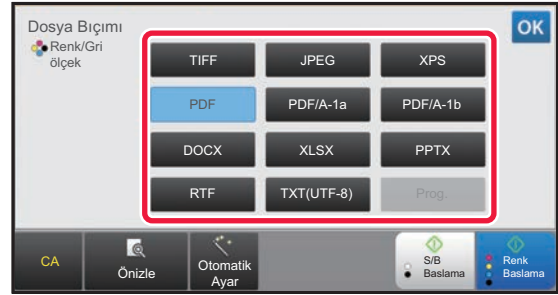 Dosya Bıçımı
OK
Renk/Gri
ölçek
TIFF
JPEG
XPS
PDF
PDF/A-1a
PDF/A-1b
DOCX
XLSX
PPTX
RTF
TXT(UTF-8)
Prog.
CA
Önizle
Otomatik
Ayar
S/B
Baslama
Renk
Baslama